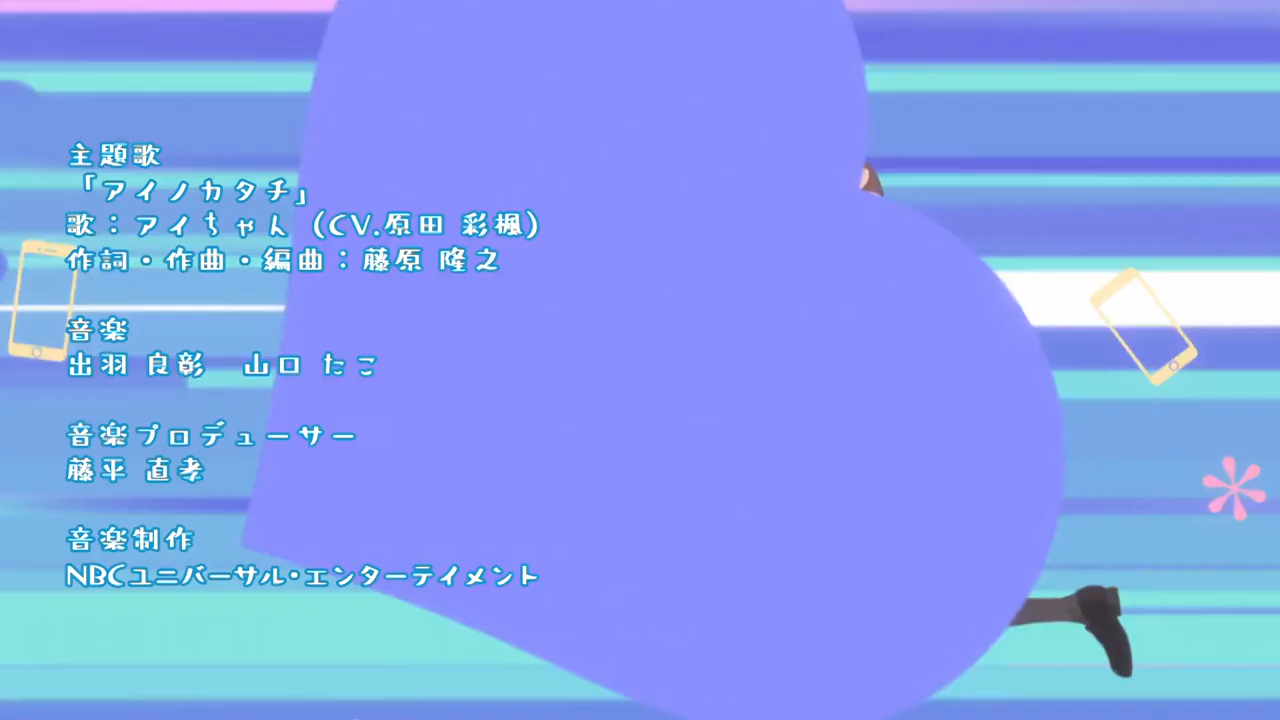 主題歌
「アイノカタチ」
歌：アイちゃん (CV.原田 彩楓)
作詞・作曲・編曲：藤原 隆之
音楽
出羽 良彰　山口 たこ
音楽プロデューサー
藤平 直孝
音楽制作
NBCユニバーサル・エンターテイメント